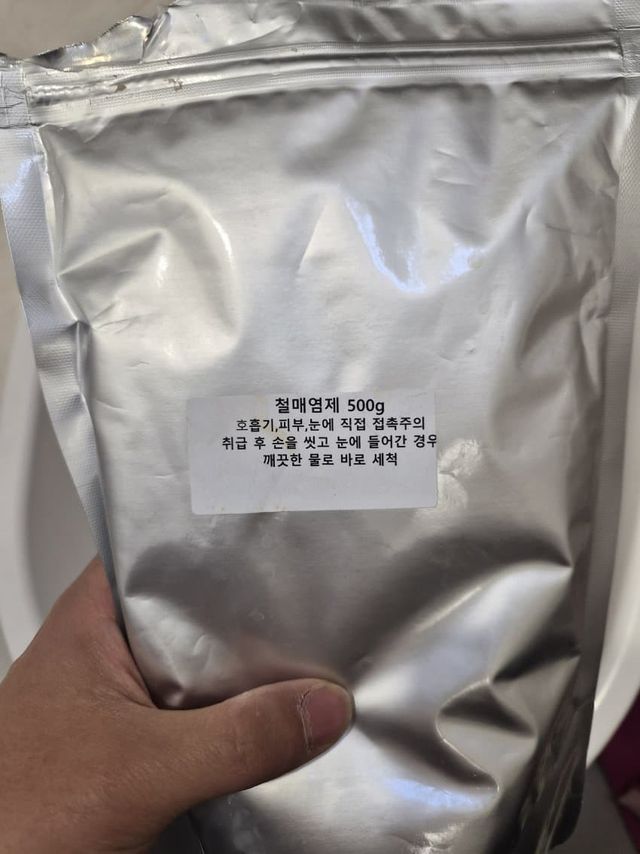 철매염제 500g
호흡기,피부,눈에 직접 접촉주의
취급 후 손을 씻고 눈에 들어간 경우
깨끗한 물로 바로 세척